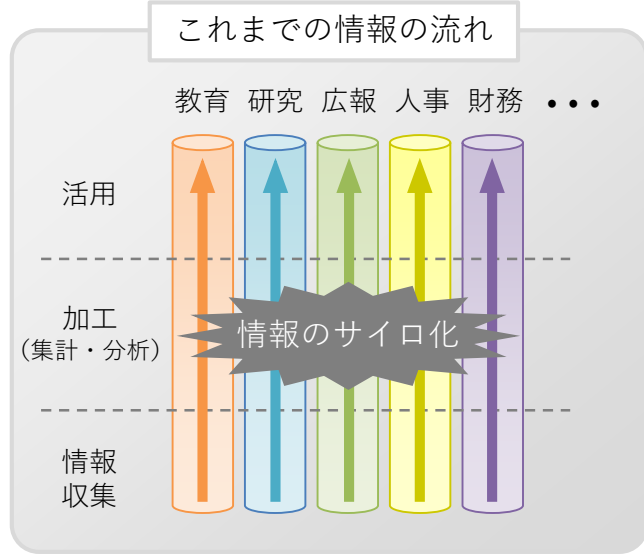 これまでの情報の流れ
教育 研究 広報 人事 財務 •••
活用
加工
（集計・分析）
情報のサイロ化
情報
収集